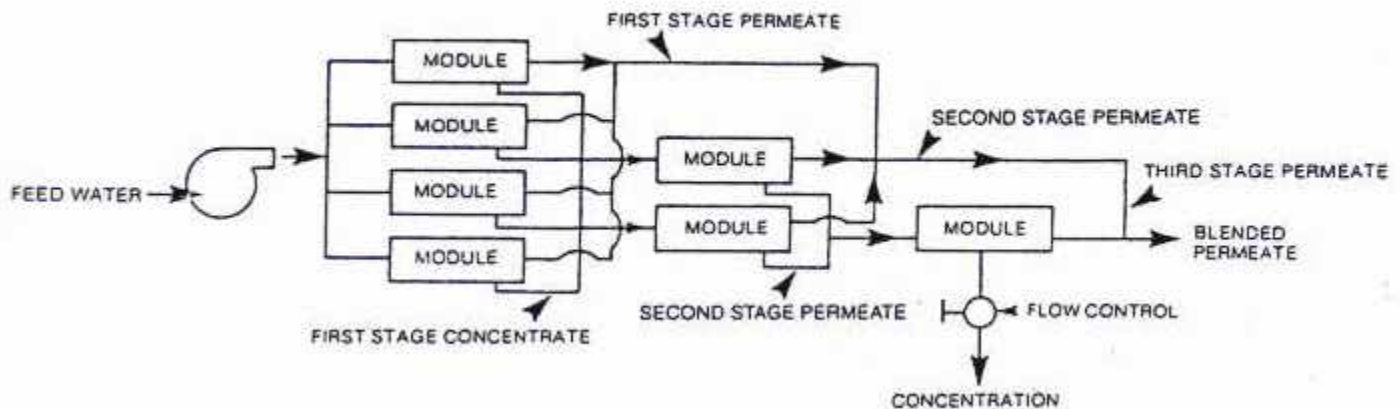 FIRST STAGE PERMEATE
MODULE
MODULE
SECOND STAGE PERMEATE
MODULE
THIRD STAGE PERMEATE
FEED WATER
MODULE
MODULE
MODULE
BLENDED
PERMEATE
MODULE
SECOND STAGE PERMEATE
FLOW CONTROL
FIRST STAGE CONCENTRATE
CONCENTRATION